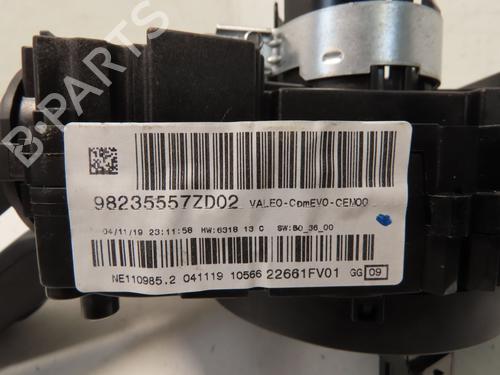 B-PARTS
98235557ZD02 VALEO-ComEVO-CEM00
04/11/19 23:11:58 HW:6318 13 C SW:80_36_00
NE110985.2 041119 10566 22661FV01 GG 09